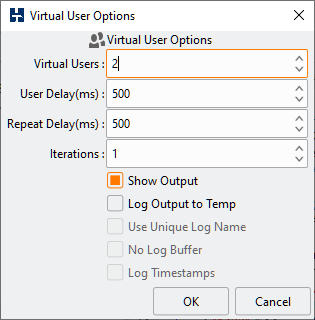 Virtual User Options
Virtual User Options
Virtual Users : 2
User Delay(ms) : 500
Repeat Delay(ms) : 500
Iterations : 1
Show Output
Log Output to Temp
Use Unique Log Name
No Log Buffer
Log Timestamps
OK Cancel